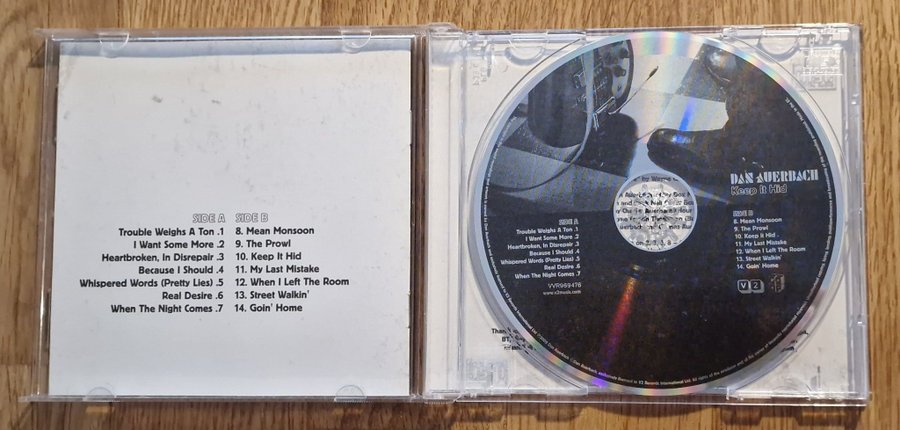 SIDE A
Trouble Weighs A Ton .1
I Want Some More .2
Heartbroken, In Disrepair .3
Because I Should .4
Whispered Words (Pretty Lies) .5
Real Desire .6
When The Night Comes .7
SIDE B
8. Mean Monsoon
9. The Prowl
10. Keep It Hid
11. My Last Mistake
12. When I Left The Room
13. Street Walkin'
14. Goin' Home
DAN AUERBACH
Keep It Hid
SIDE A
Trouble Weighs A Ton .1
I Want Some More .2
Heartbroken, In Disrepair .3
Because I Should .4
Whispered Words (Pretty Lies) .5
Real Desire .6
When The Night Comes .7
VVR969476
www.v2music.com
SIDE B
8. Mean Monsoon
9. The Prowl
10. Keep It Hid
11. My Last Mistake
12. When I Left The Room
13. Street Walkin'
14. Goin' Home
V2